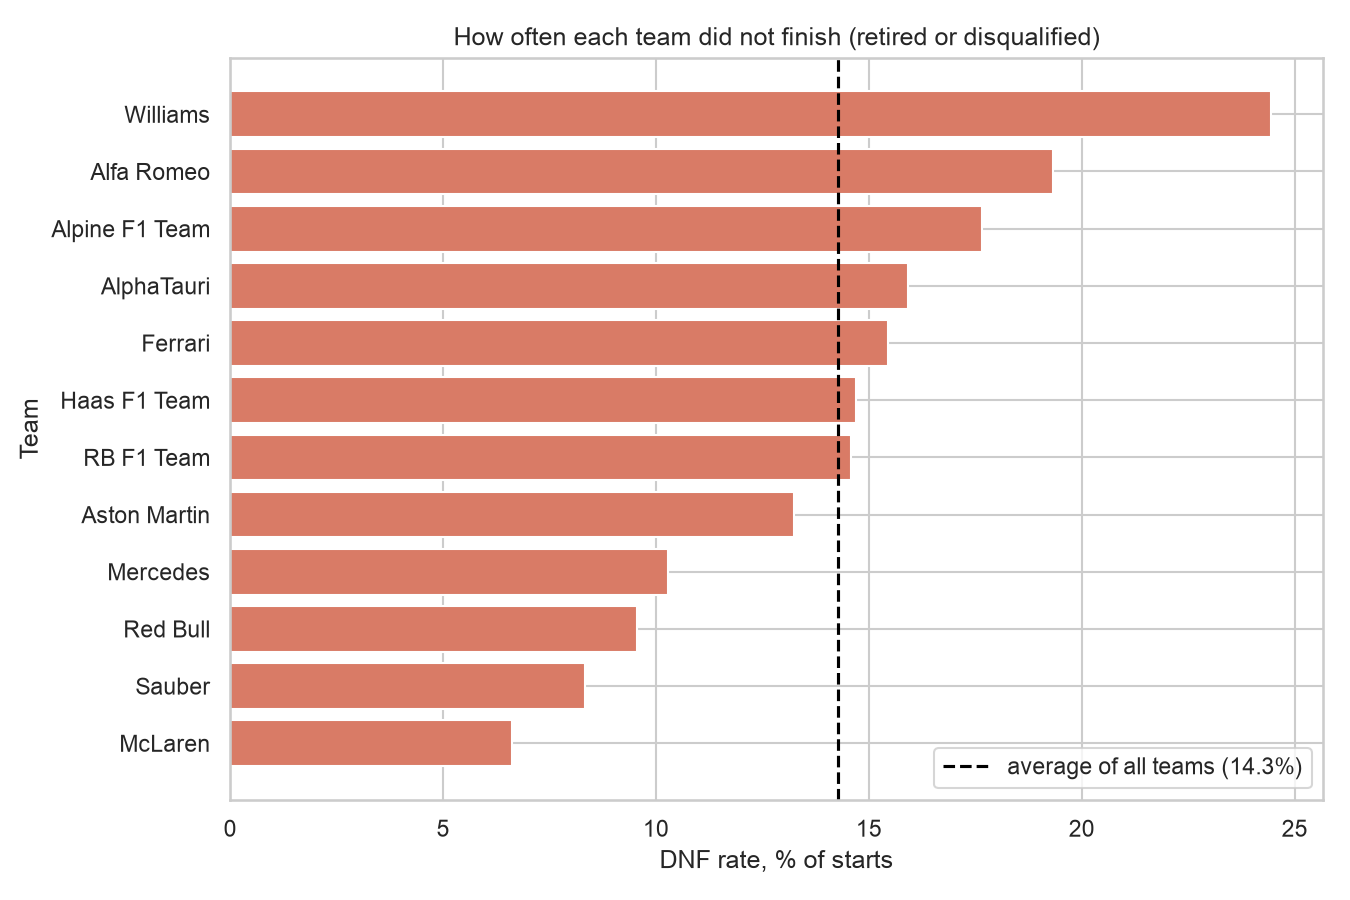 How often each team did not finish (retired or disqualified)
Williams
Alfa Romeo
Alpine F1 Team
AlphaTauri
Ferrari
Haas F1 Team
RB F1 Team
Aston Martin
Mercedes
Red Bull
Sauber
McLaren
Team
average of all teams (14.3%)
0 5 10 15 20 25
DNF rate, % of starts